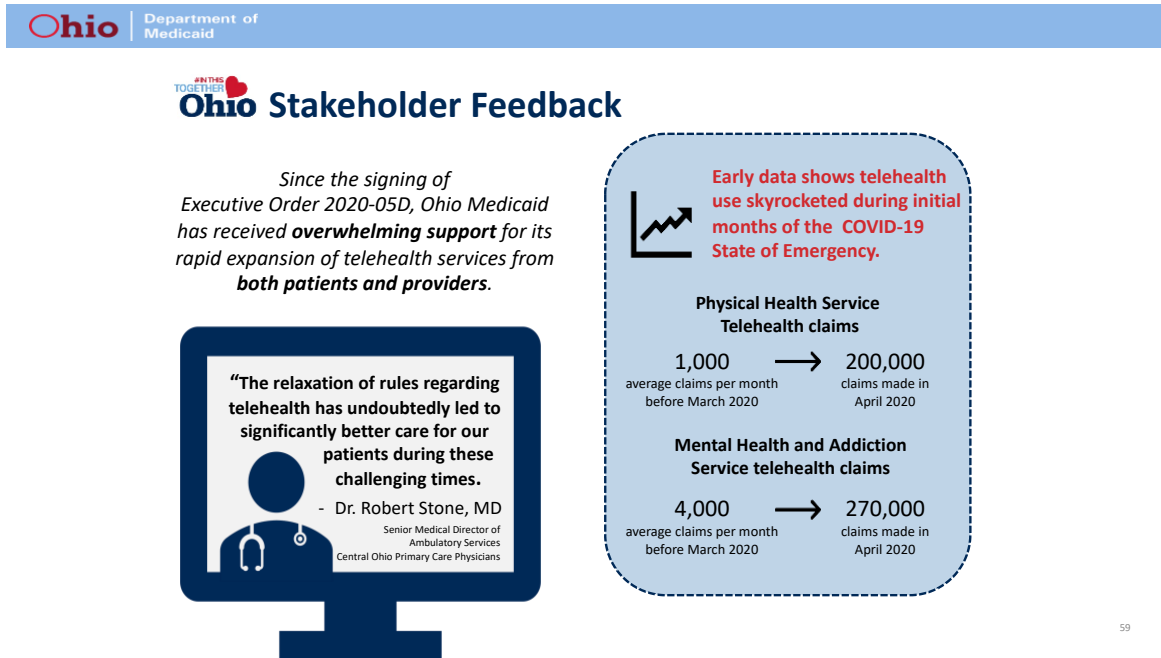 Ohio
Department of
Medicaid
#IN THIS
TOGETHER
Ohio
Stakeholder Feedback
Since the signing of
Executive Order 2020-05D, Ohio Medicaid
has received overwhelming support for its
rapid expansion of telehealth services from
both patients and providers.
“The relaxation of rules regarding
telehealth has undoubtedly led to
significantly better care for our
patients during these
challenging times.
- Dr. Robert Stone, MD
Senior Medical Director of
Ambulatory Services
Central Ohio Primary Care Physicians
Early data shows telehealth
use skyrocketed during initial
months of the COVID-19
State of Emergency.
Physical Health Service
Telehealth claims
1,000
average claims per month
before March 2020
200,000
claims made in
April 2020
Mental Health and Addiction
Service telehealth claims
4,000
average claims per month
before March 2020
270,000
claims made in
April 2020
59